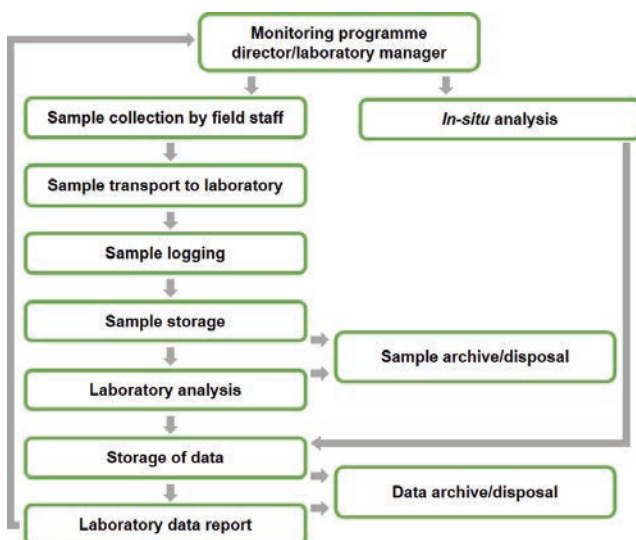 Monitoring programme
director/laboratory manager
Sample collection by field staff
In-situ analysis
Sample transport to laboratory
Sample logging
Sample storage
Sample archive/disposal
Laboratory analysis
Storage of data
Data archive/disposal
Laboratory data report